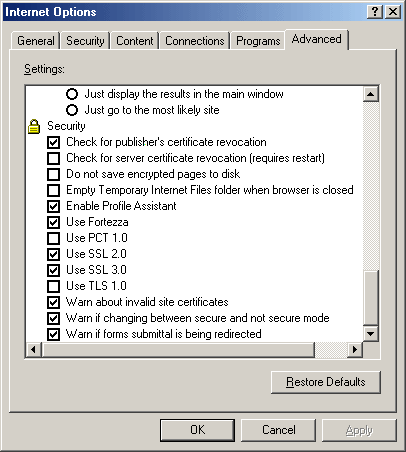 Internet Options
General Security Content Connections Programs Advanced
Settings:
Just display the results in the main window
Just go to the most likely site
Security
Check for publisher's certificate revocation
Check for server certificate revocation (requires restart)
Do not save encrypted pages to disk
Empty Temporary Internet Files folder when browser is closed
Enable Profile Assistant
Use Fortezza
Use PCT 1.0
Use SSL 2.0
Use SSL 3.0
Use TLS 1.0
Warn about invalid site certificates
Warn if changing between secure and not secure mode
Warn if forms submittal is being redirected
Restore Defaults
OK Cancel Apply